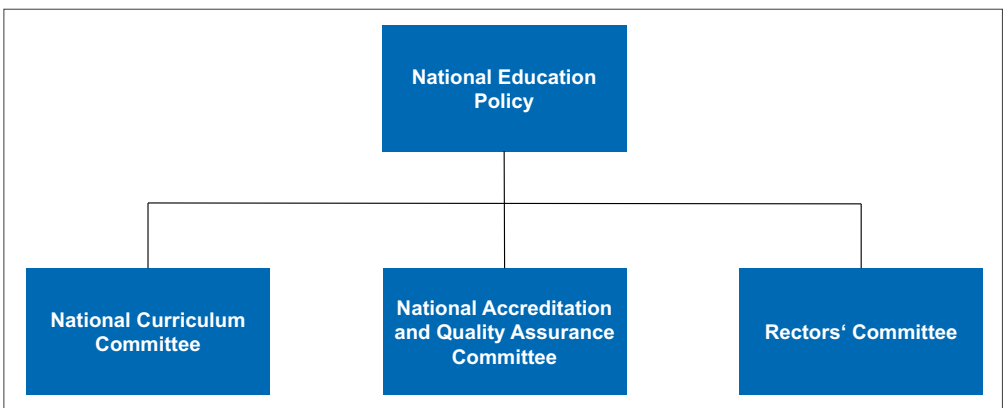 National Education
Policy
National Curriculum
Committee
National Accreditation
and Quality Assurance
Committee
Rectors‘ Committee